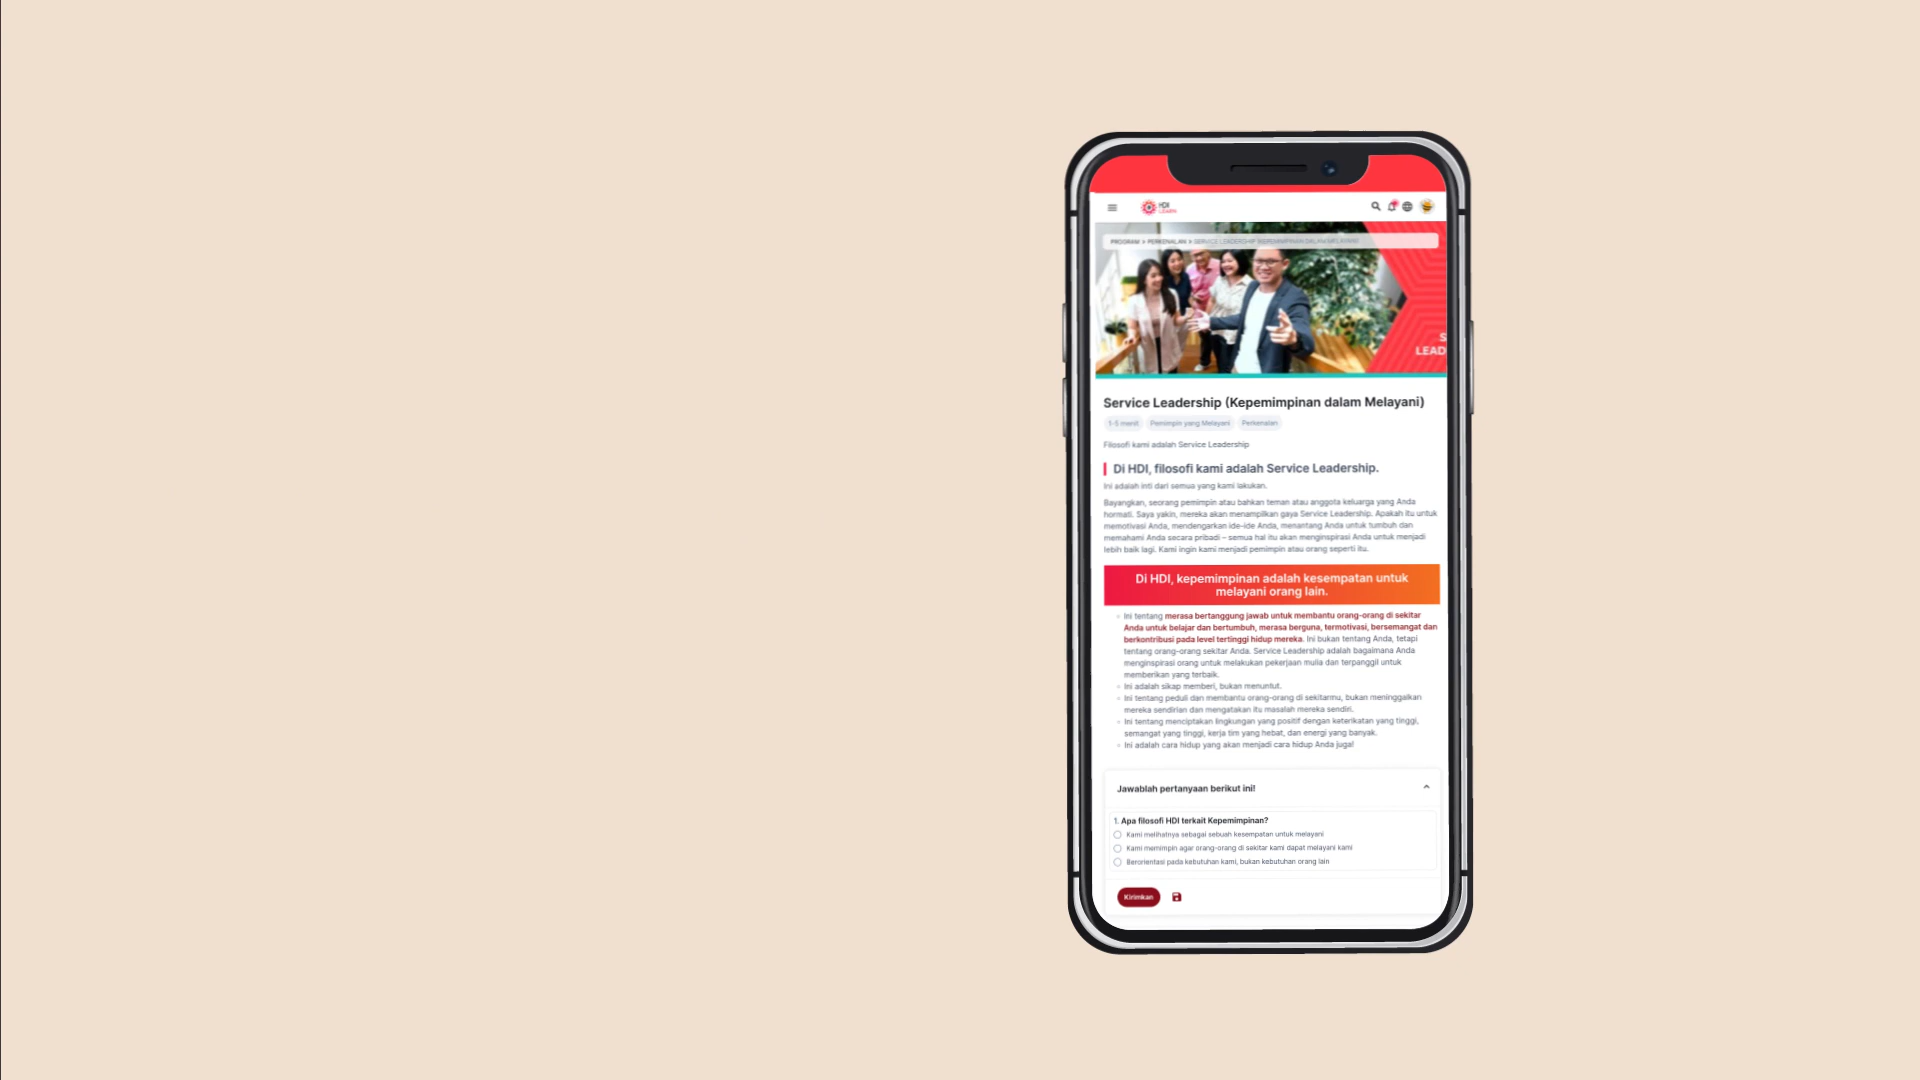 HDI
LEARN
PROGRAM > PERKENALAN > SERVICE LEADERSHIP (KEPEMIMPINAN DALAM MELAYANI)
S
LEAD
Service Leadership (Kepemimpinan dalam Melayani)
1-5 menit Pemimpin yang Melayani Perkenalan
Filosofi kami adalah Service Leadership
Di HDI, filosofi kami adalah Service Leadership.
Ini adalah inti dari semua yang kami lakukan.
Bayangkan, seorang pemimpin atau bahkan teman atau anggota keluarga yang Anda
hormati. Saya yakin, mereka akan menampilkan gaya Service Leadership. Apakah itu untuk
memotivasi Anda, mendengarkan ide-ide Anda, menantang Anda untuk tumbuh dan
memahami Anda secara pribadi – semua hal itu akan menginspirasi Anda untuk menjadi
lebih baik lagi. Kami ingin kami menjadi pemimpin atau orang seperti itu.
Di HDI, kepemimpinan adalah kesempatan untuk
melayani orang lain.
Ini tentang merasa bertanggung jawab untuk membantu orang-orang di sekitar
Anda untuk belajar dan bertumbuh, merasa berguna, termotivasi, bersemangat dan
berkontribusi pada level tertinggi hidup mereka. Ini bukan tentang Anda, tetapi
tentang orang-orang sekitar Anda. Service Leadership adalah bagaimana Anda
menginspirasi orang untuk melakukan pekerjaan mulia dan terpanggil untuk
memberikan yang terbaik.
Ini adalah sikap memberi, bukan menuntut.
Ini tentang peduli dan membantu orang-orang di sekitarmu, bukan meninggalkan
mereka sendirian dan mengatakan itu masalah mereka sendiri.
Ini tentang menciptakan lingkungan yang positif dengan keterikatan yang tinggi,
semangat yang tinggi, kerja tim yang hebat, dan energi yang banyak.
Ini adalah cara hidup yang akan menjadi cara hidup Anda juga!
Jawablah pertanyaan berikut ini!
1. Apa filosofi HDI terkait Kepemimpinan?
Kami melihatnya sebagai sebuah kesempatan untuk melayani
Kami memimpin agar orang-orang di sekitar kami dapat melayani kami
Berorientasi pada kebutuhan kami, bukan kebutuhan orang lain
Kirimkan